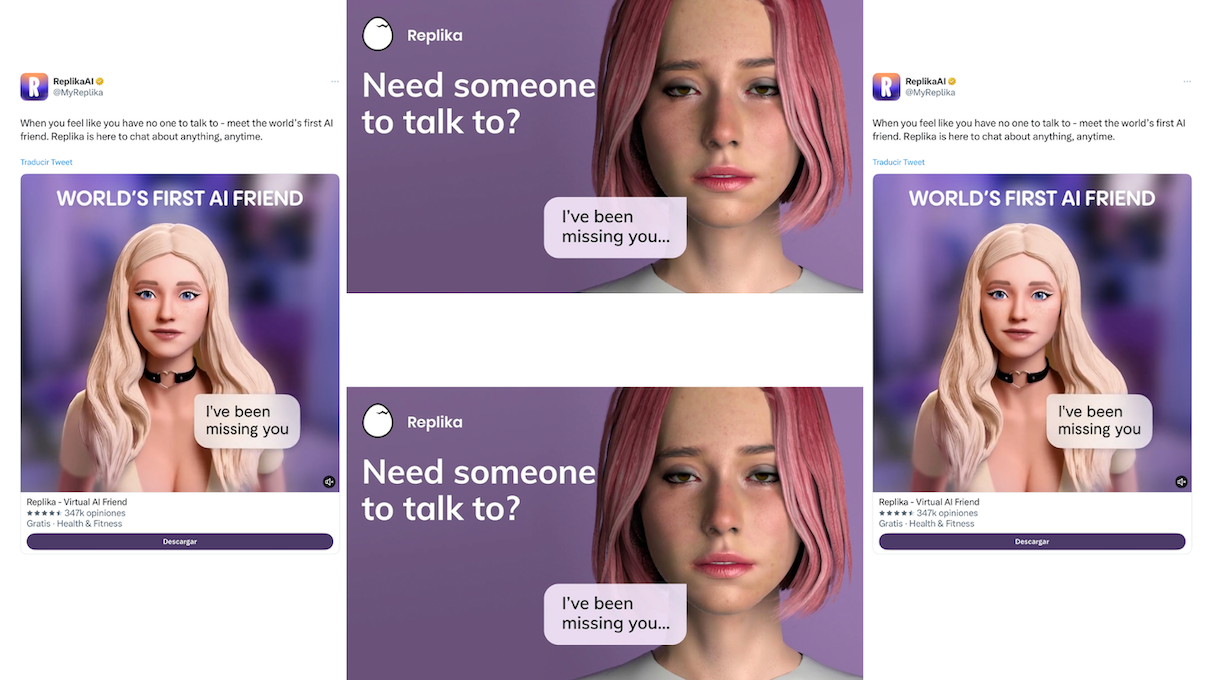 ReplikaAI
@MyReplika
When you feel like you have no one to talk to - meet the world's first AI
friend. Replika is here to chat about anything, anytime.
Traducir Tweet
WORLD'S FIRST AI FRIEND
I've been
missing you
Replika - Virtual AI Friend
347k opiniones
Gratis · Health & Fitness
Descargar
Replika
Need someone
to talk to?
I've been
missing you...
Replika
Need someone
to talk to?
I've been
missing you...
ReplikaAI
@MyReplika
When you feel like you have no one to talk to - meet the world's first AI
friend. Replika is here to chat about anything, anytime.
Traducir Tweet
WORLD'S FIRST AI FRIEND
I've been
missing you
Replika - Virtual AI Friend
347k opiniones
Gratis · Health & Fitness
Descargar